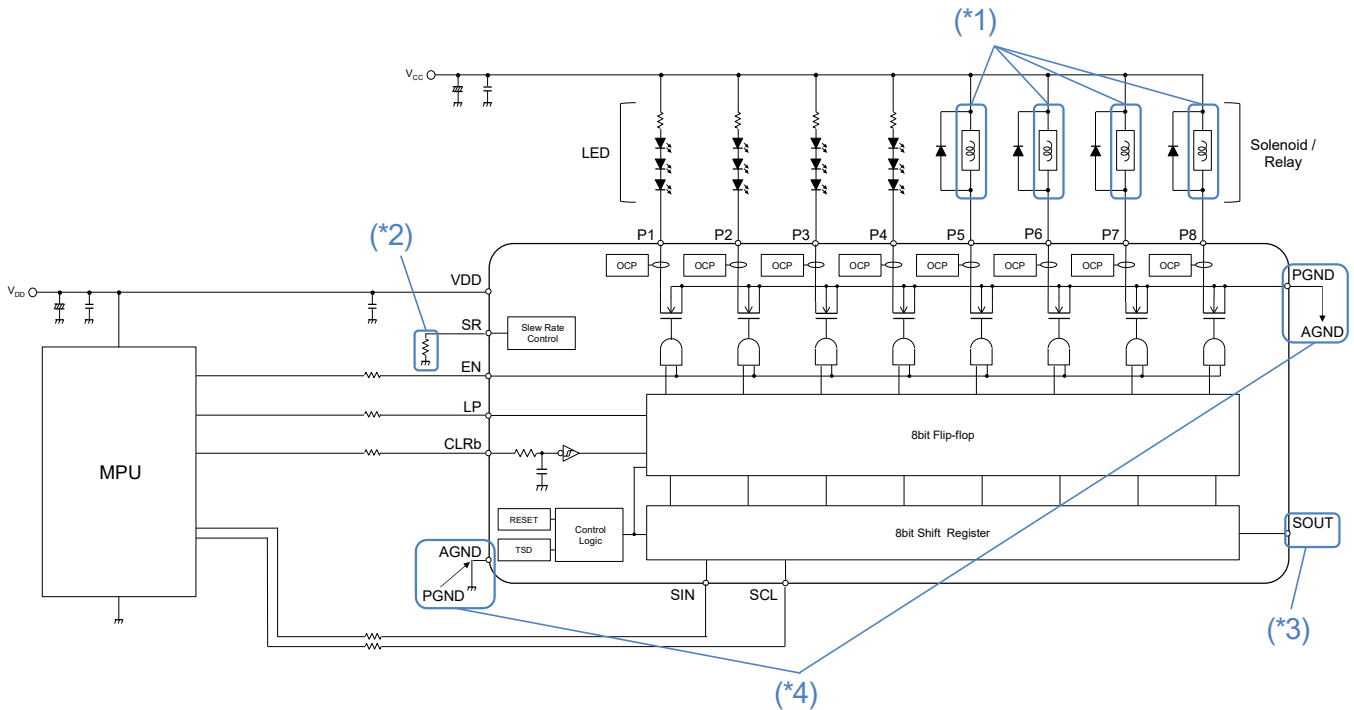 (*1)
VCC
LED
Solenoid /
Relay
(*2)
P1
P2
P3
P4
P5
P6
P7
P8
OCP
OCP
OCP
OCP
OCP
OCP
OCP
OCP
VDD
VDD
PGND
AGND
SR
Slew Rate
Control
EN
LP
8bit Flip-flop
CLRb
MPU
RESET
TSD
Control
Logic
8bit Shift Register
SOUT
AGND
PGND
SIN
SCL
(*3)
(*4)